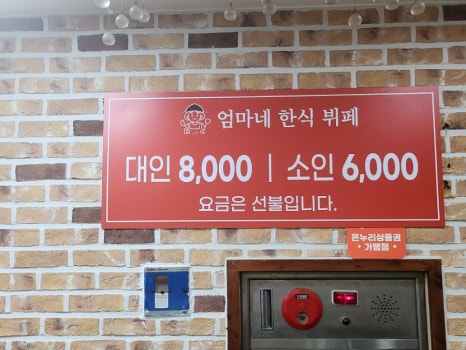 엄마네 한식 뷔페
대인 8,000 | 소인 6,000
요금은 선불입니다.
온누리상품권
가맹점